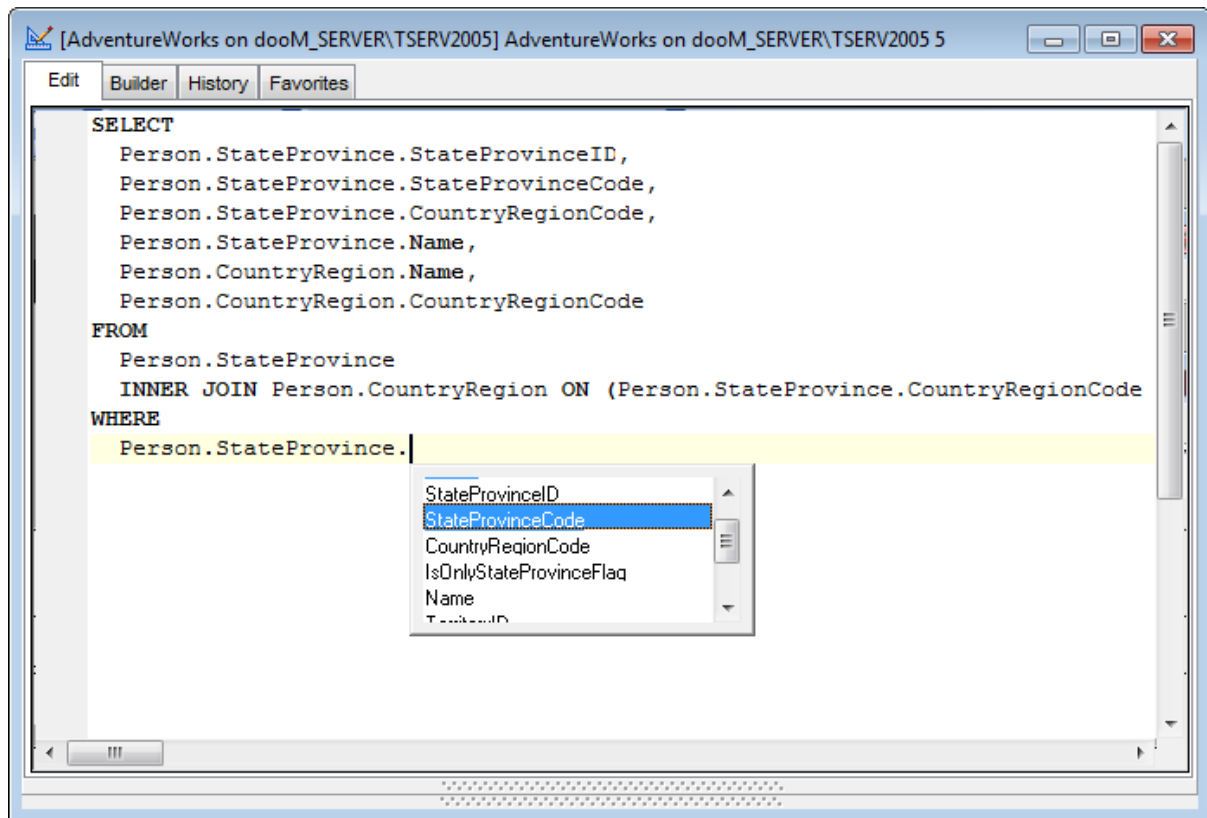 [AdventureWorks on dooM_SERVER\TSERV2005] AdventureWorks on dooM_SERVER\TSERV2005 5
Edit Builder History Favorites
SELECT
Person.StateProvince.StateProvinceID,
Person.StateProvince.StateProvinceCode,
Person.StateProvince.CountryRegionCode,
Person.StateProvince.Name,
Person.CountryRegion.Name,
Person.CountryRegion.CountryRegionCode
FROM
Person.StateProvince
INNER JOIN Person.CountryRegion ON (Person.StateProvince.CountryRegionCode
WHERE
Person.StateProvince.
StateProvinceID
StateProvinceCode
CountryRegionCode
IsOnlyStateProvinceFlag
Name